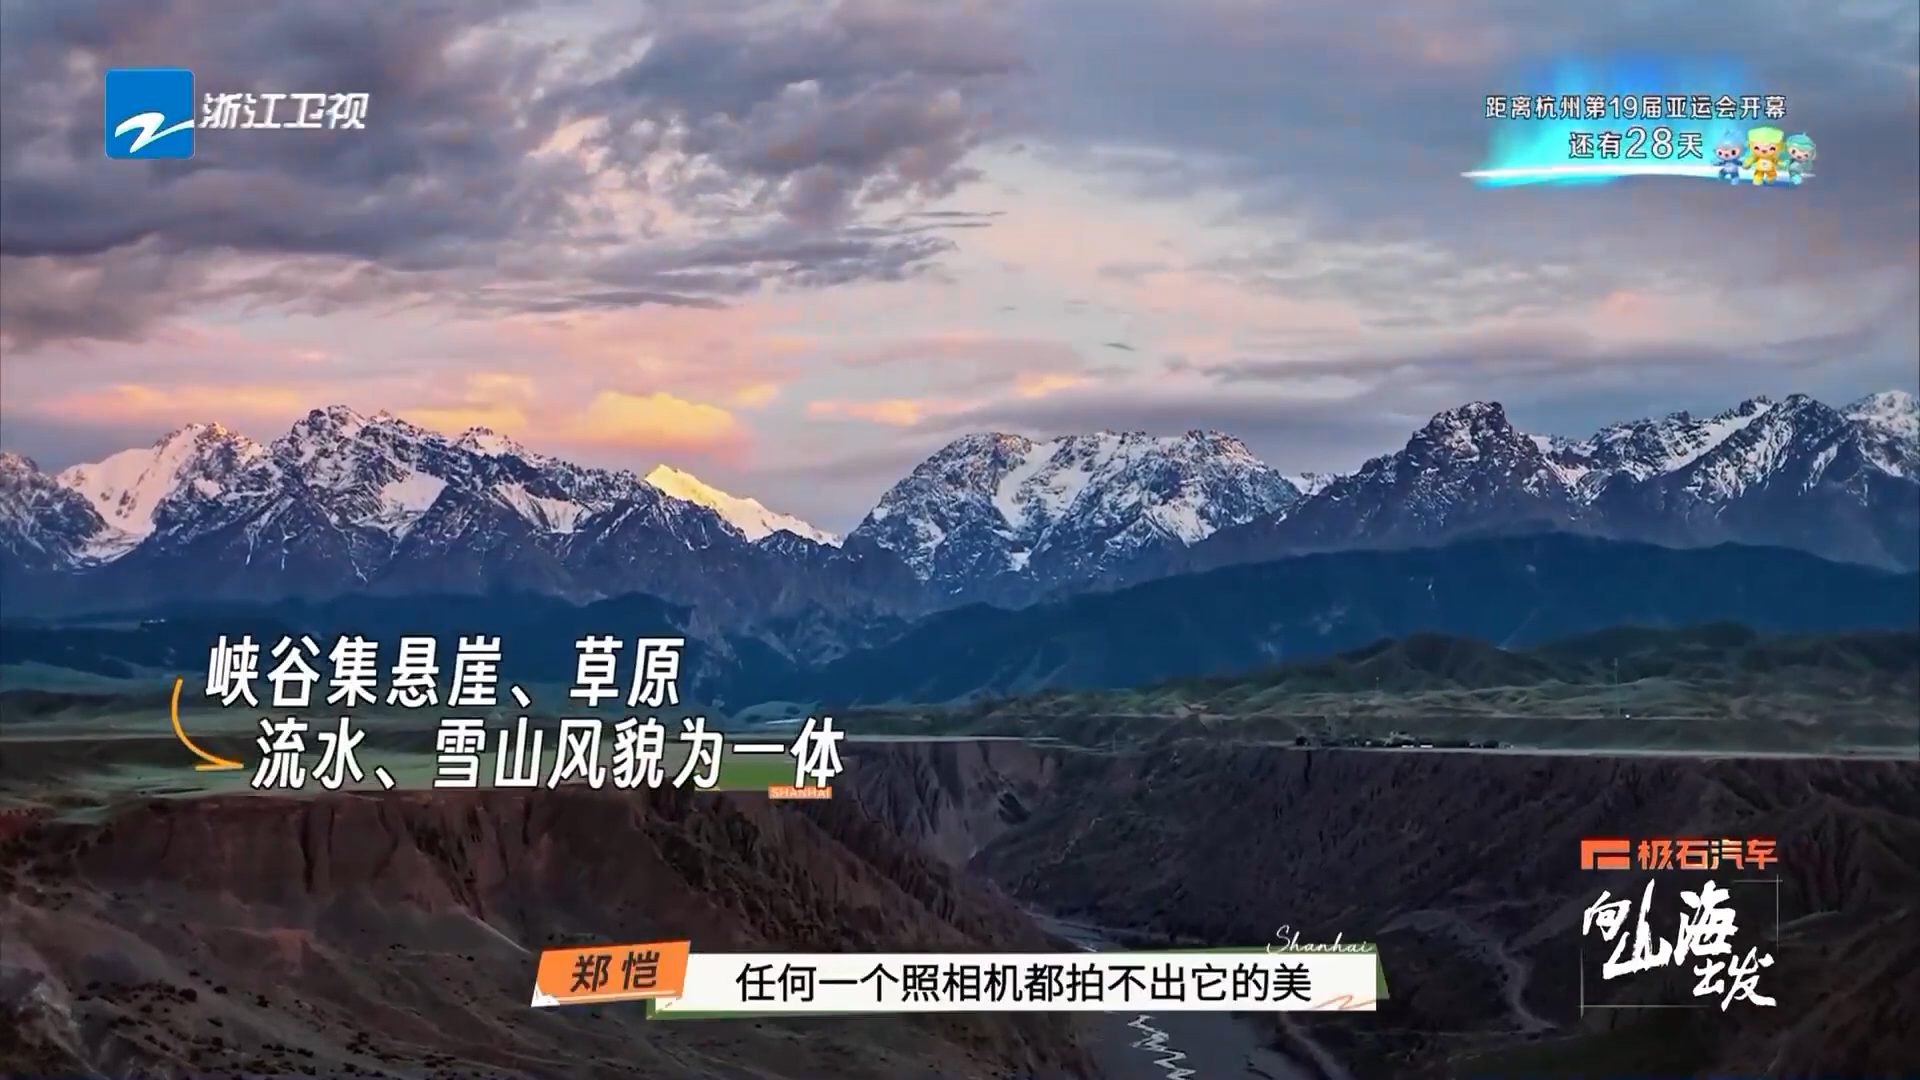 浙江卫视
距离杭州第19届亚运会开幕
还有28天
峡谷集悬崖、草原
流水、雪山风貌为一体
SHANHAI
极石汽车
向山海出发
Shanhai
郑恺
任何一个照相机都拍不出它的美